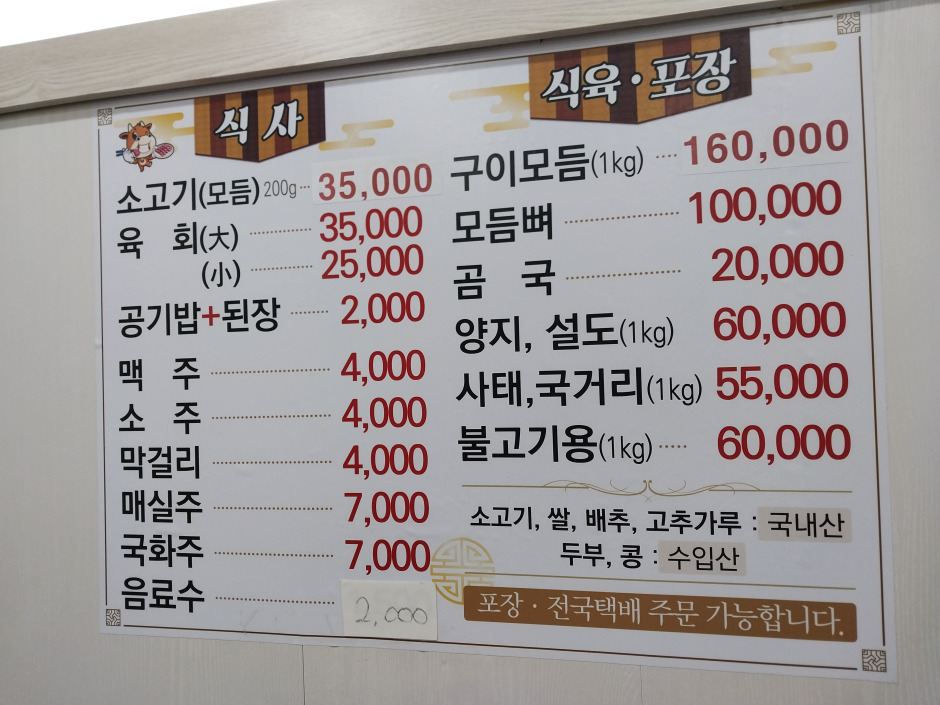 식 사
소고기(모듬) 200g 35,000
육 회(大) 35,000
(小) 25,000
공기밥+된장 2,000
맥 주 4,000
소 주 4,000
막걸리 4,000
매실주 7,000
국화주 7,000
음료수 2,000
식육·포장
구이모듬(1kg) 160,000
모듬뼈 100,000
곰 국 20,000
양지, 설도(1kg) 60,000
사태,국거리(1kg) 55,000
불고기용(1kg) 60,000
소고기, 쌀, 배추, 고추가루 : 국내산
두부, 콩 : 수입산
포장·전국택배 주문 가능합니다.